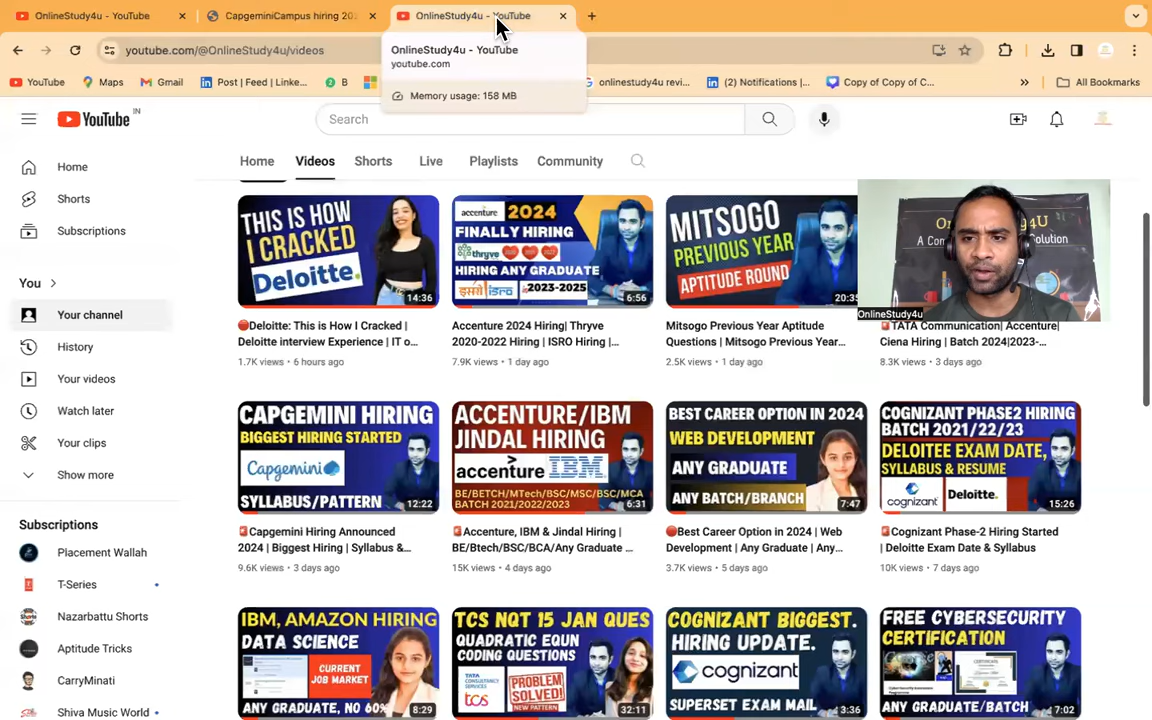 OnlineStudy4u - YouTube
CapgeminiCampus hiring 202
OnlineStudy4u - YouTube
youtube.com/@OnlineStudy4u/videos
OnlineStudy4u - YouTube
youtube.com
Memory usage: 158 MB
YouTube
Maps
Gmail
Post | Feed | Linke...
B
onlinestudy4u revi...
(2) Notifications |...
Copy of Copy of C...
»
All Bookmarks
YouTube IN
Search
Home
Videos
Shorts
Live
Playlists
Community
Home
Shorts
Subscriptions
You
Your channel
History
Your videos
Watch later
Your clips
Show more
Subscriptions
Placement Wallah
T-Series
Nazarbattu Shorts
Aptitude Tricks
CarryMinati
Shiva Music World
THIS IS HOW
I CRACKED
Deloitte.
14:36
🔴Deloitte: This is How I Cracked |
Deloitte interview Experience | IT o...
1.7K views • 6 hours ago
accenture 2024
FINALLY HIRING
thryve
HIRING ANY GRADUATE
इसरो isro in 2023-2025
6:56
Accenture 2024 Hiring| Thryve
2020-2022 Hiring | ISRO Hiring |...
7.9K views • 1 day ago
MITSOGO
PREVIOUS YEAR
APTITUDE ROUND
20:35
Mitsogo Previous Year Aptitude
Questions | Mitsogo Previous Year...
2.5K views • 1 day ago
OnlineStudy4u
🚨TATA Communication| Accenture|
Ciena Hiring | Batch 2024|2023-...
8.3K views • 3 days ago
CAPGEMINI HIRING
BIGGEST HIRING STARTED
Capgemini
SYLLABUS/PATTERN
12:22
🚨Capgemini Hiring Announced
2024 | Biggest Hiring | Syllabus &...
9.6K views • 3 days ago
ACCENTURE/IBM
JINDAL HIRING
accenture IBM
BE/BETCH/MTech/BSC/MSC/BSC/MCA
BATCH 2021/2022/2023
6:31
🚨Accenture, IBM & Jindal Hiring |
BE/Btech/BSC/BCA/Any Graduate ...
15K views • 4 days ago
BEST CAREER OPTION IN 2024
WEB DEVELOPMENT
ANY GRADUATE
ANY BATCH/BRANCH
7:47
🔴Best Career Option in 2024 | Web
Development | Any Graduate | Any...
3.7K views • 5 days ago
COGNIZANT PHASE2 HIRING
BATCH 2021/22/23
DELOITEE EXAM DATE,
SYLLABUS & RESUME
cognizant Deloitte.
15:26
🚨Cognizant Phase-2 Hiring Started
| Deloitte Exam Date & Syllabus
10K views • 7 days ago
IBM, AMAZON HIRING
DATA SCIENCE
CURRENT
JOB MARKET
ANY GRADUATE, NO 60%
8:29
TCS NQT 15 JAN QUES
QUADRATIC EQUN
CODING QUESTIONS
TATA
tcs
PROBLEM
SOLVED!
NEW PATTERN
32:11
COGNIZANT BIGGEST.
HIRING UPDATE.
cognizant
SUPERSET EXAM MAIL
3:36
FREE CYBERSECURITY
CERTIFICATION
ANY GRADUATE/BATCH
7:02